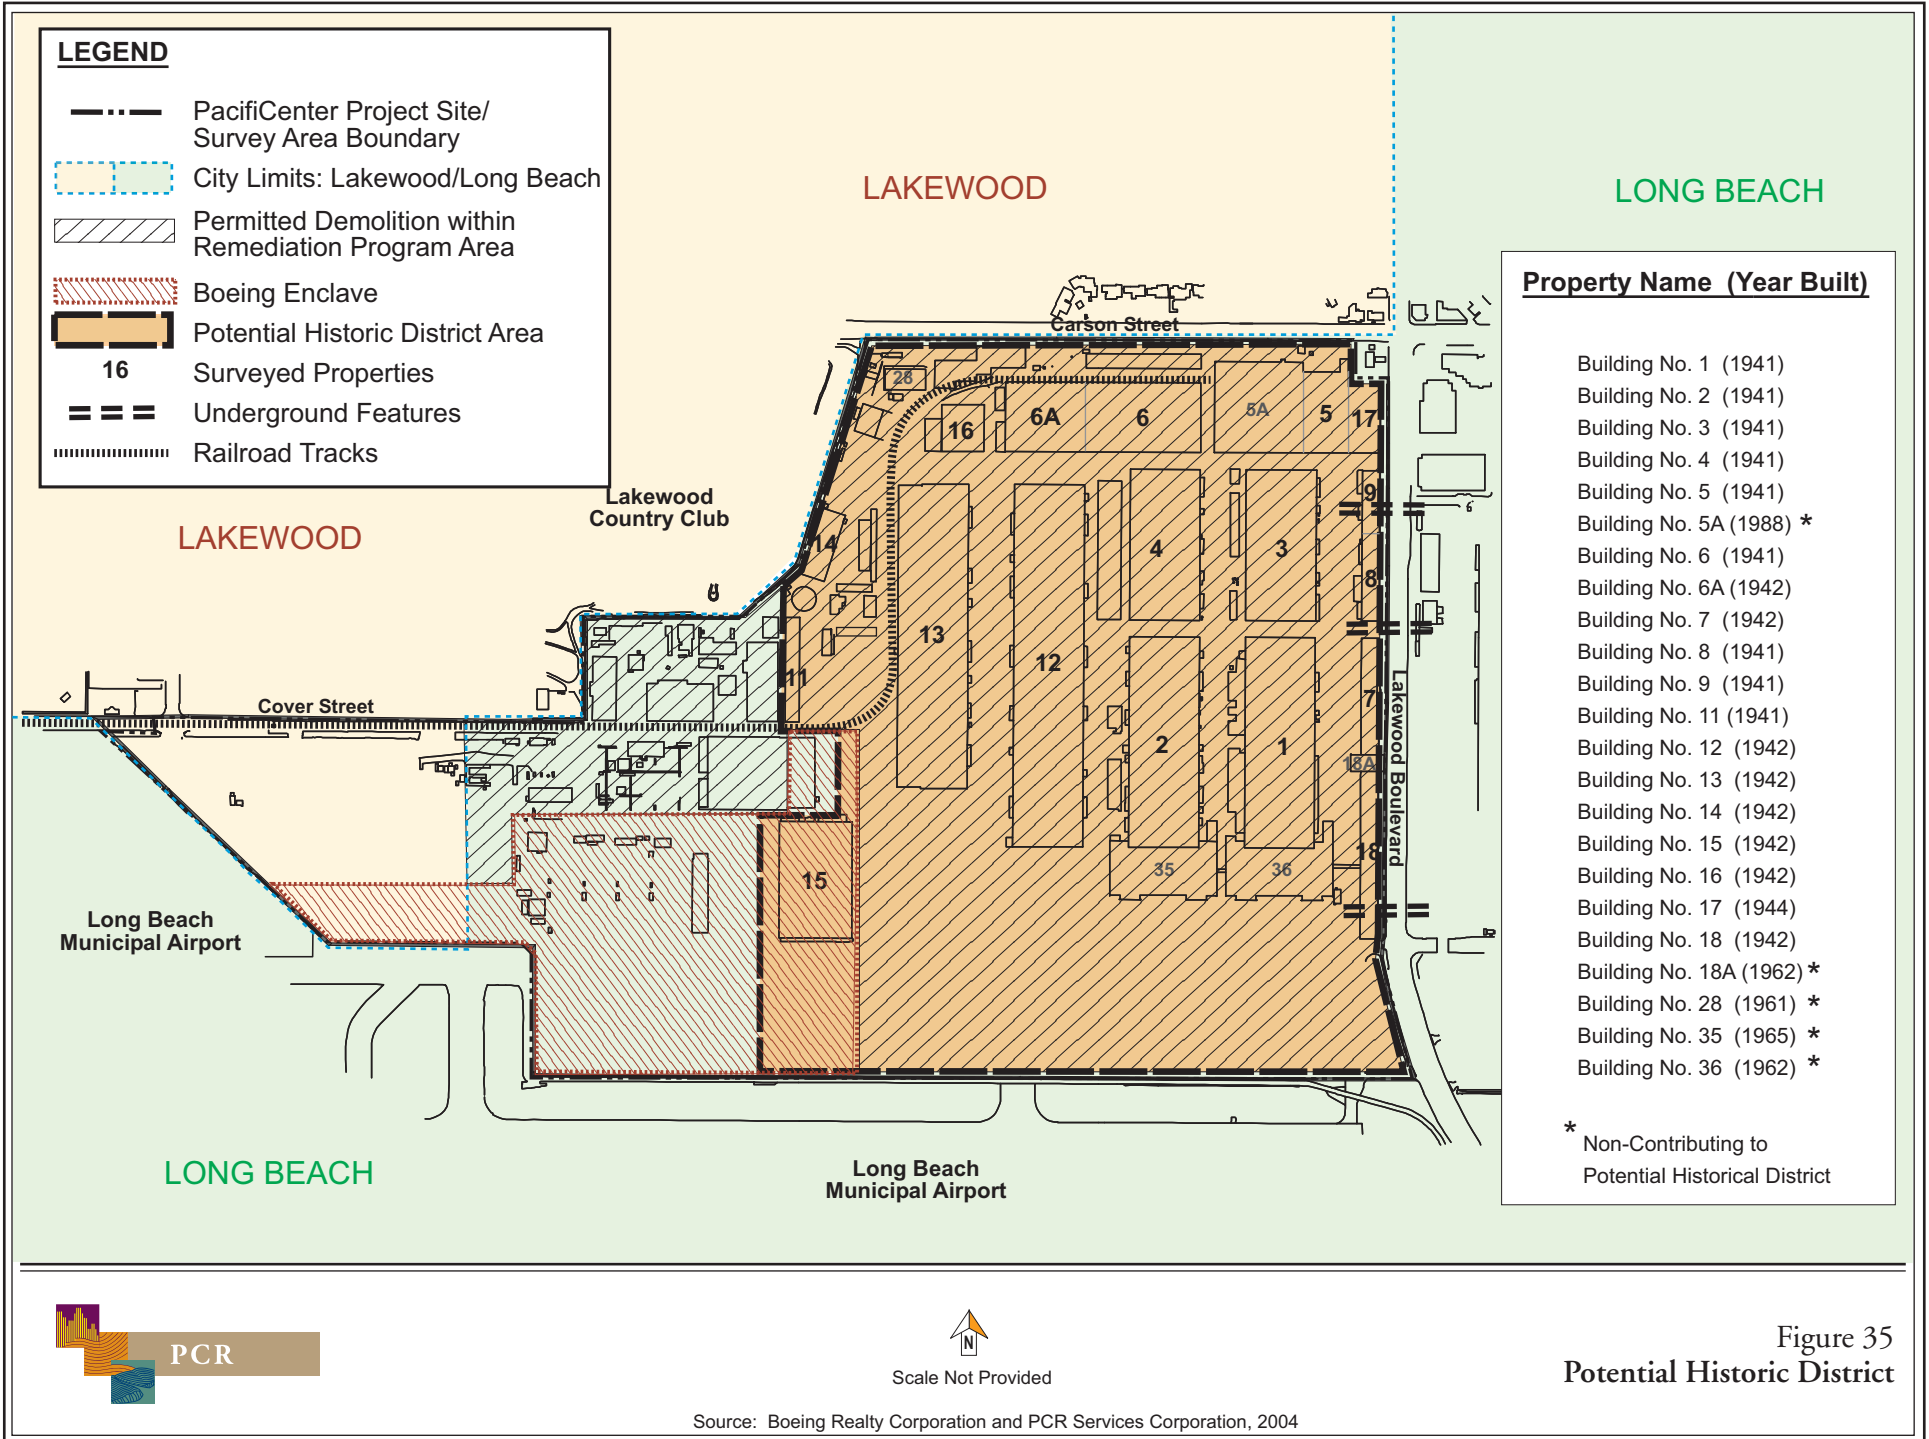 LEGEND
PacifiCenter Project Site/
Survey Area Boundary
City Limits: Lakewood/Long Beach
Permitted Demolition within
Remediation Program Area
Boeing Enclave
Potential Historic District Area
16
Surveyed Properties
Underground Features
Railroad Tracks
LAKEWOOD
LONG BEACH
LAKEWOOD
Lakewood
Country Club
Carson Street
Cover Street
Lakewood Boulevard
28
16
6A
6
5A
5
17
9
14
4
3
8
13
12
11
7
2
1
18A
18
15
35
36
Long Beach
Municipal Airport
LONG BEACH
Long Beach
Municipal Airport
Property Name (Year Built)
Building No. 1 (1941)
Building No. 2 (1941)
Building No. 3 (1941)
Building No. 4 (1941)
Building No. 5 (1941)
Building No. 5A (1988) *
Building No. 6 (1941)
Building No. 6A (1942)
Building No. 7 (1942)
Building No. 8 (1941)
Building No. 9 (1941)
Building No. 11 (1941)
Building No. 12 (1942)
Building No. 13 (1942)
Building No. 14 (1942)
Building No. 15 (1942)
Building No. 16 (1942)
Building No. 17 (1944)
Building No. 18 (1942)
Building No. 18A (1962) *
Building No. 28 (1961) *
Building No. 35 (1965) *
Building No. 36 (1962) *
* Non-Contributing to
Potential Historical District
PCR
N
Scale Not Provided
Figure 35
Potential Historic District
Source: Boeing Realty Corporation and PCR Services Corporation, 2004